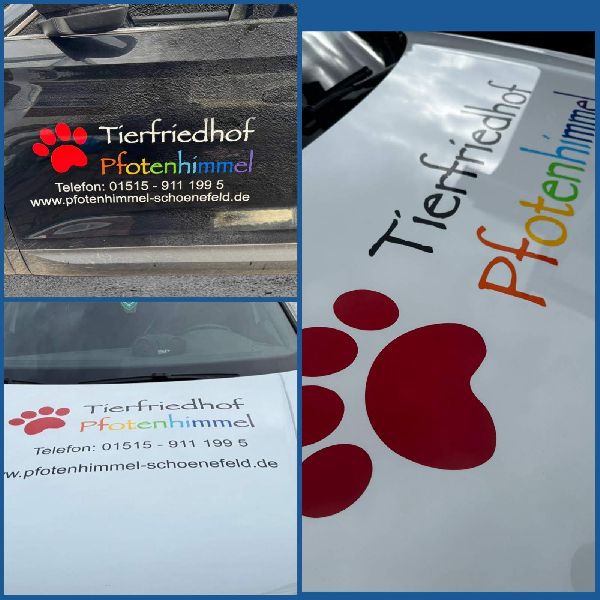 Tierfriedhof
Pfotenhimmel
Telefon: 01515 - 911 199 5
www.pfotenhimmel-schoenefeld.de
Tierfriedhof
Pfotenhimmel
Telefon: 01515 - 911 199 5
ww.pfotenhimmel-schoenefeld.de
Tierfriedhof
Pfotenhimmel